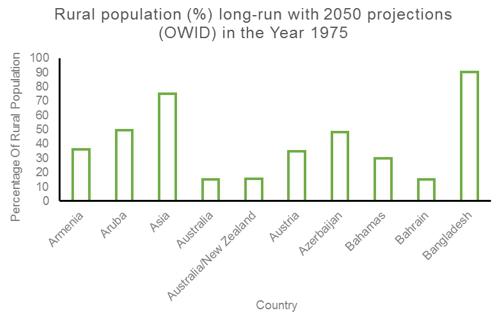 Rural population (%) long-run with 2050 projections
(OWID) in the Year 1975
Percentage Of Rural Population
100
90
80
70
60
50
40
30
20
10
0
Armenia
Aruba
Asia
Australia
Australia/New Zealand
Austria
Azerbaijan
Bahamas
Bahrain
Bangladesh
Country